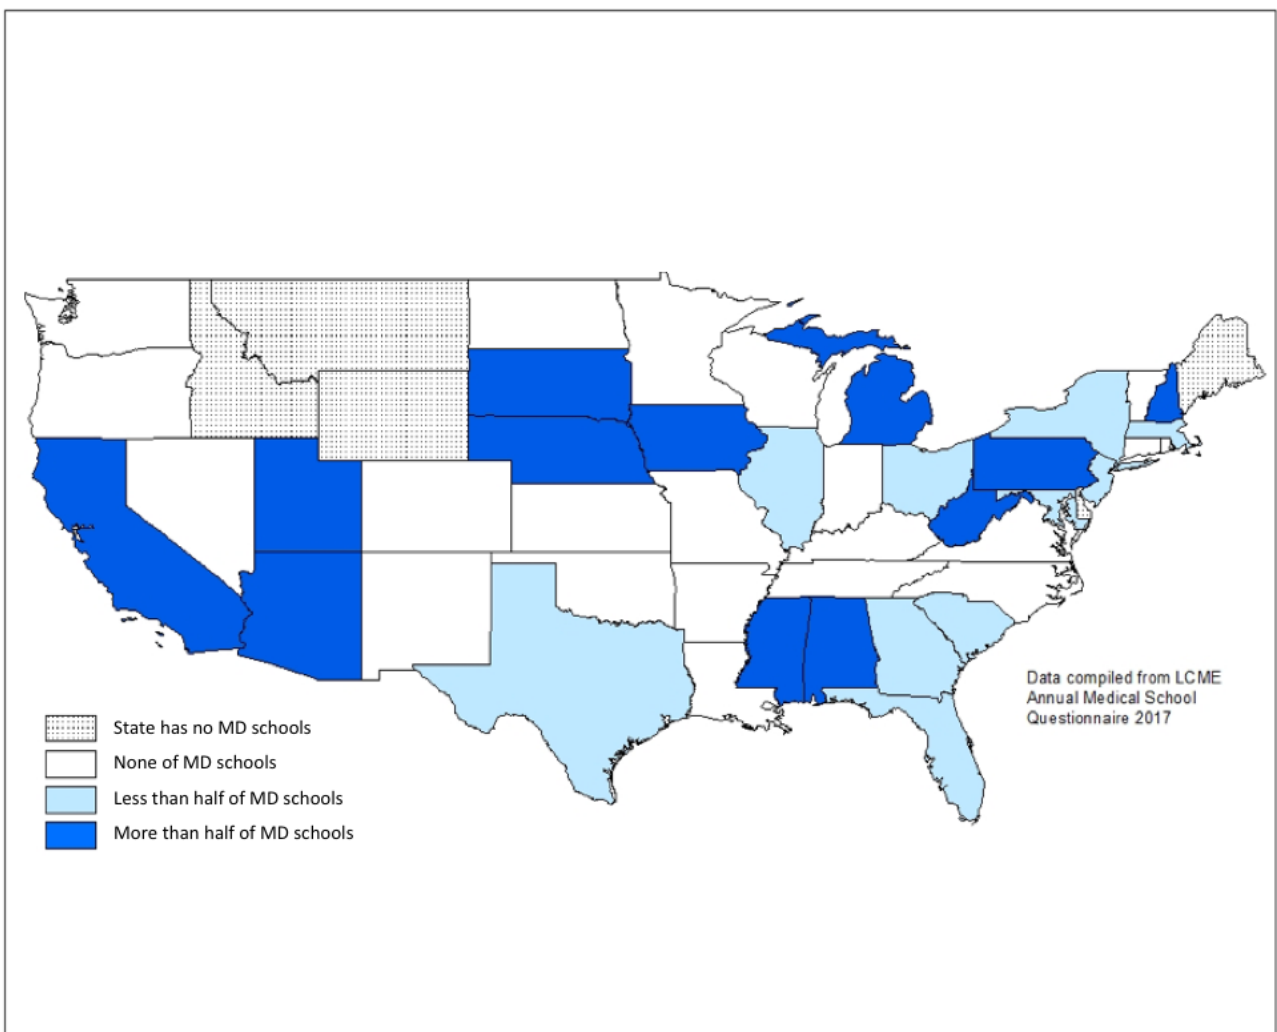 Data compiled from LCME
Annual Medical School
Questionnaire 2017
State has no MD schools
None of MD schools
Less than half of MD schools
More than half of MD schools